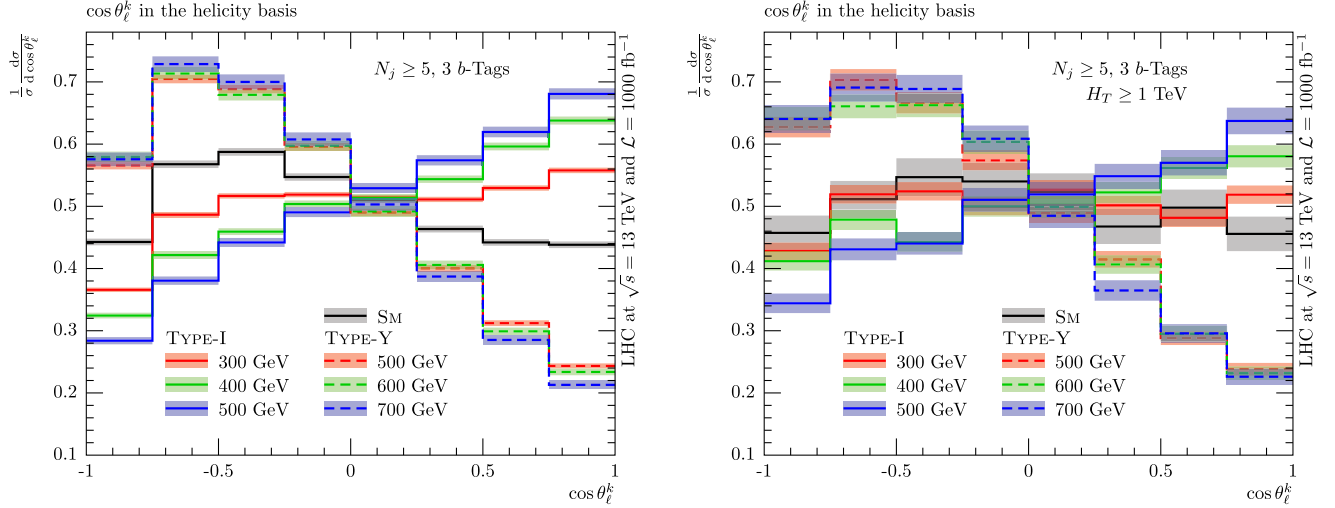 cos θ_ℓ^k in the helicity basis
1/σ dσ/d cos θ_ℓ^k
N_j ≥ 5, 3 b-Tags
0.7
0.6
0.5
0.4
0.3
0.2
0.1
SM
TYPE-I TYPE-Y
300 GeV 500 GeV
400 GeV 600 GeV
500 GeV 700 GeV
-1 -0.5 0 0.5 1
cos θ_ℓ^k
LHC at √s = 13 TeV and ℒ = 1000 fb⁻¹
cos θ_ℓ^k in the helicity basis
1/σ dσ/d cos θ_ℓ^k
N_j ≥ 5, 3 b-Tags
H_T ≥ 1 TeV
0.7
0.6
0.5
0.4
0.3
0.2
0.1
SM
TYPE-I TYPE-Y
300 GeV 500 GeV
400 GeV 600 GeV
500 GeV 700 GeV
-1 -0.5 0 0.5 1
cos θ_ℓ^k
LHC at √s = 13 TeV and ℒ = 1000 fb⁻¹